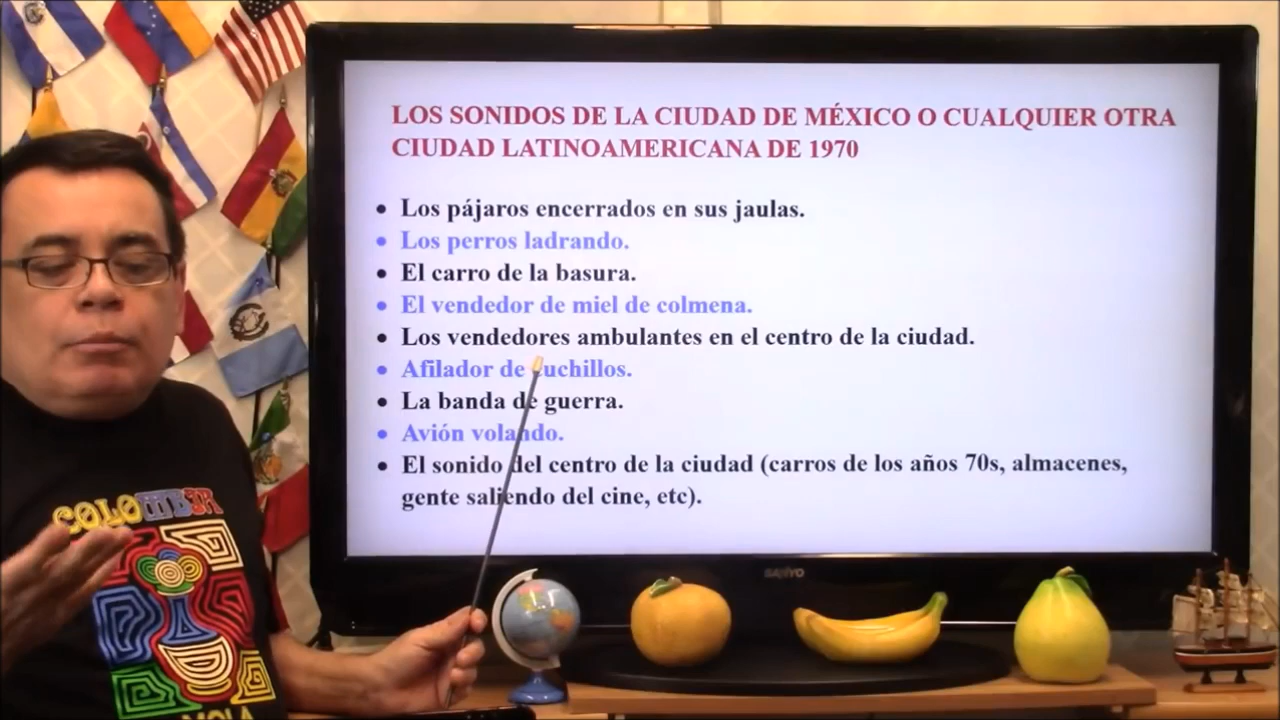 LOS SONIDOS DE LA CIUDAD DE MÉXICO O CUALQUIER OTRA
CIUDAD LATINOAMERICANA DE 1970
• Los pájaros encerrados en sus jaulas.
• Los perros ladrando.
• El carro de la basura.
• El vendedor de miel de colmena.
• Los vendedores ambulantes en el centro de la ciudad.
• Afilador de cuchillos.
• La banda de guerra.
• Avión volando.
• El sonido del centro de la ciudad (carros de los años 70s, almacenes,
gente saliendo del cine, etc).
SANYO
COLOMBIA
MOLA